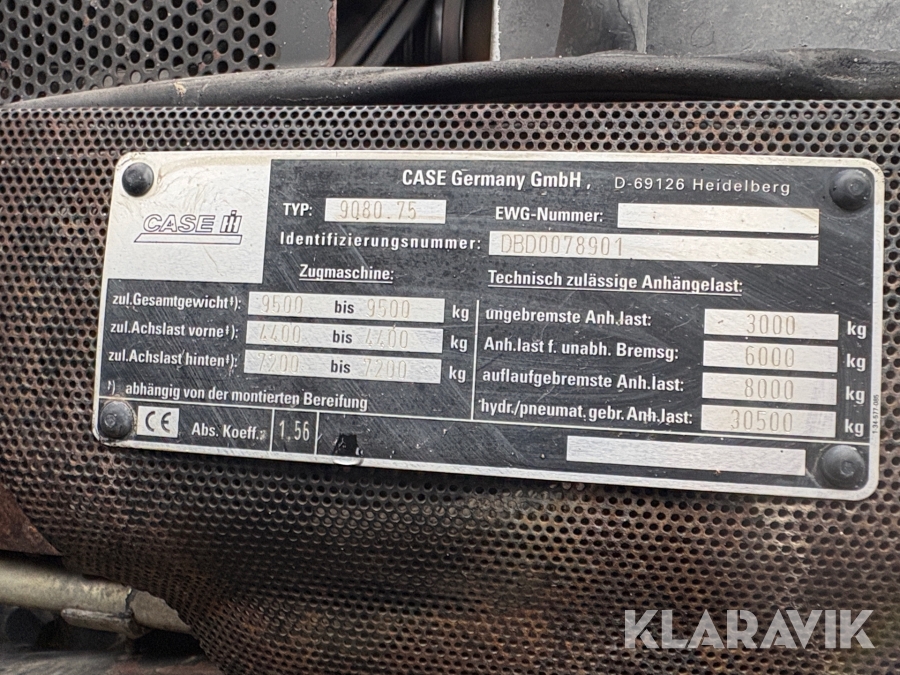 CASE Germany GmbH, D-69126 Heidelberg
CASE IH
TYP: 9080.75 EWG-Nummer:
Identifizierungsnummer: DBD0078901
Zugmaschine: Technisch zulässige Anhängelast:
zul.Gesamtgewicht¹): 9500 bis 9500 kg
ungebremste Anh.last: 3000 kg
zul.Achslast vorne¹): 4400 bis 4400 kg
Anh.last f. unabh. Bremsg: 6000 kg
zul.Achslast hinten¹): 7200 bis 7200 kg
auflaufgebremste Anh.last: 8000 kg
¹) abhängig von der montierten Bereifung
hydr./pneumat.gebr.Anh.last: 30500 kg
CE Abs. Koeff.: 1.56
KLARAVIK